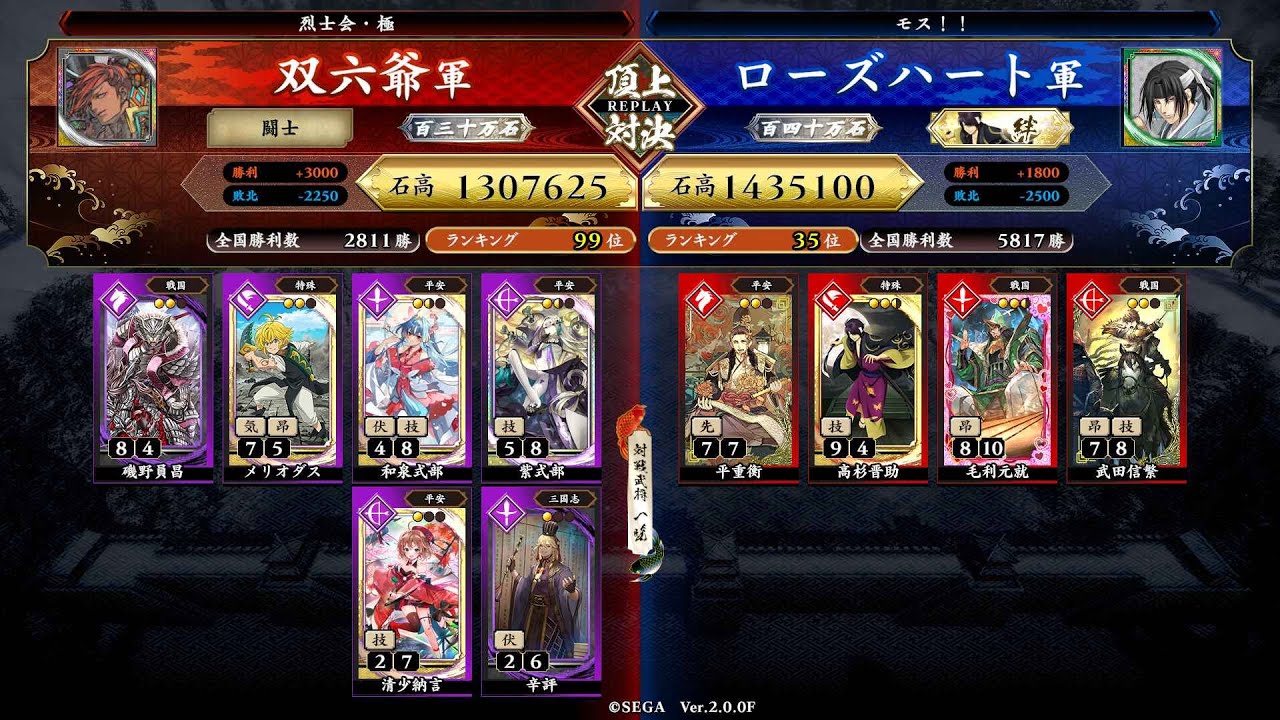 烈士会・極
モス！！
双六爺軍
頂上
REPLAY
対決
ローズハート軍
闘士
百三十万石
百四十万石
絆
勝利 +3000
敗北 -2250
石高 1307625
石高 1435100
勝利 +1800
敗北 -2500
全国勝利数 2811勝
ランキング 99位
ランキング 35位
全国勝利数 5817勝
戦国
特殊
平安
平安
平安
特殊
戦国
戦国
気 昂
伏 技
技
先
技
昂
昂 技
8 4
7 5
4 8
5 8
7 7
9 4
8 10
7 8
磯野員昌
メリオダス
和泉式部
紫式部
平重衡
高杉晋助
毛利元就
武田信繁
対戦武将一覧
平安
三国志
技
伏
2 7
2 6
清少納言
辛評
©SEGA Ver.2.0.0F